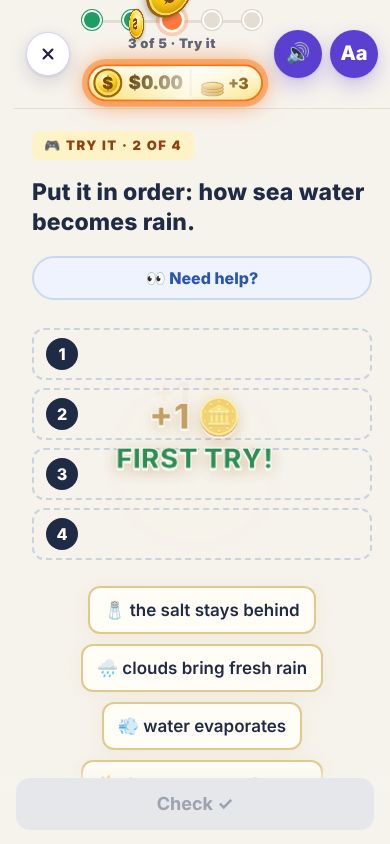 3 of 5 · Try it
$0.00
+3
Aa
TRY IT · 2 OF 4
Put it in order: how sea water
becomes rain.
Need help?
1
2
3
4
+1
FIRST TRY!
the salt stays behind
clouds bring fresh rain
water evaporates
Check ✓